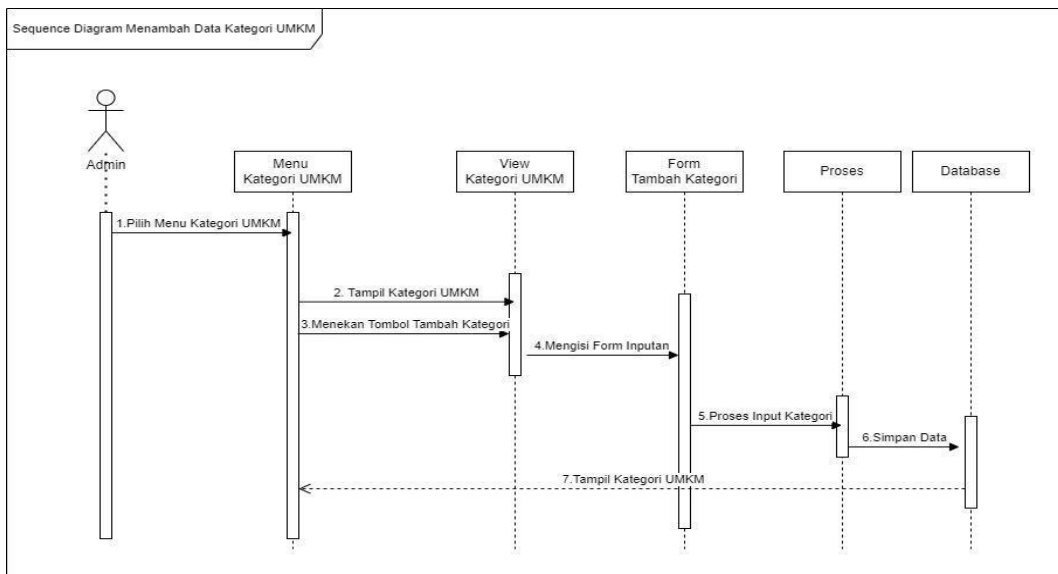 Sequence Diagram Menambah Data Kategori UMKM
Admin
Menu
Kategori UMKM
View
Kategori UMKM
Form
Tambah Kategori
Proses
Database
1.Pilih Menu Kategori UMKM
2. Tampil Kategori UMKM
3.Menekan Tombol Tambah Kategori
4.Mengisi Form Inputan
5.Proses Input Kategori
6.Simpan Data
7.Tampil Kategori UMKM